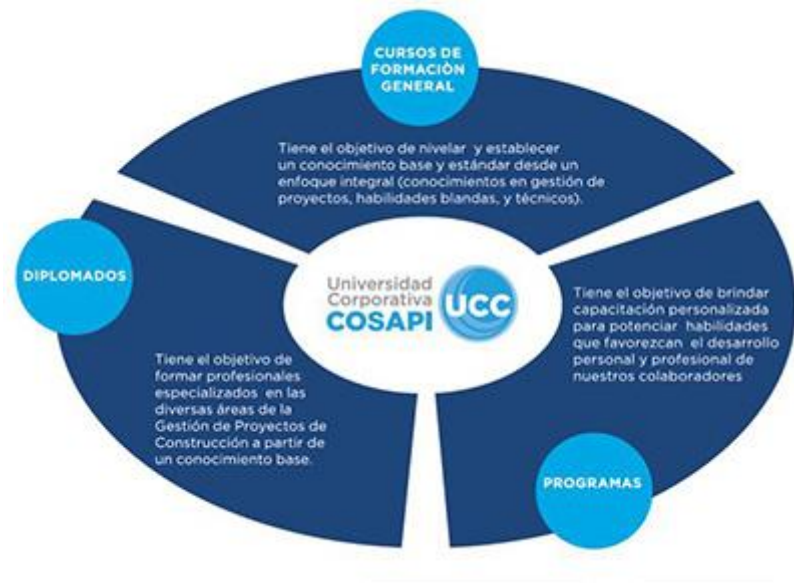 CURSOS DE
FORMACIÒN
GENERAL
Tiene el objetivo de nivelar y establecer
un conocimiento base y estándar desde un
enfoque integral (conocimientos en gestión de
proyectos, habilidades blandas, y técnicos).
DIPLOMADOS
Tiene el objetivo de
formar profesionales
especializados en las
diversas áreas de la
Gestión de Proyectos de
Construcción a partir de
un conocimiento base.
Universidad
Corporativa
COSAPI
UCC
Tiene el objetivo de brindar
capacitación personalizada
para potenciar habilidades
que favorezcan el desarrollo
personal y profesional de
nuestros colaboradores
PROGRAMAS